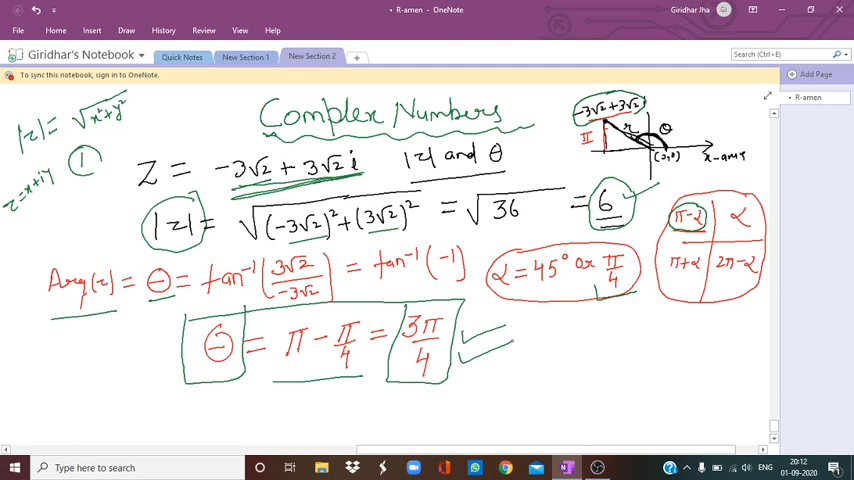 R-amen - OneNote
Giridhar Jha
GJ
File Home Insert Draw History Review View Help
Giridhar's Notebook
Quick Notes
New Section 1
New Section 2
Search (Ctrl+E)
To sync this notebook, sign in to OneNote.
Add Page
R-amen
Complex Numbers
|z| = √x²+y²
①
z = x+iy
-3√2 + 3√2 i
r
θ
II
(0,0)
x-axis
Z = -3√2 + 3√2 i |z| and θ
|z| = √(-3√2)² + (3√2)² = √36 = 6
π-α α
π+α 2π-α
Arg(z) = θ = tan⁻¹(3√2/-3√2) = tan⁻¹(-1) α = 45° or π/4
θ = π - π/4 = 3π/4
Type here to search
ENG
20:12
01-09-2020